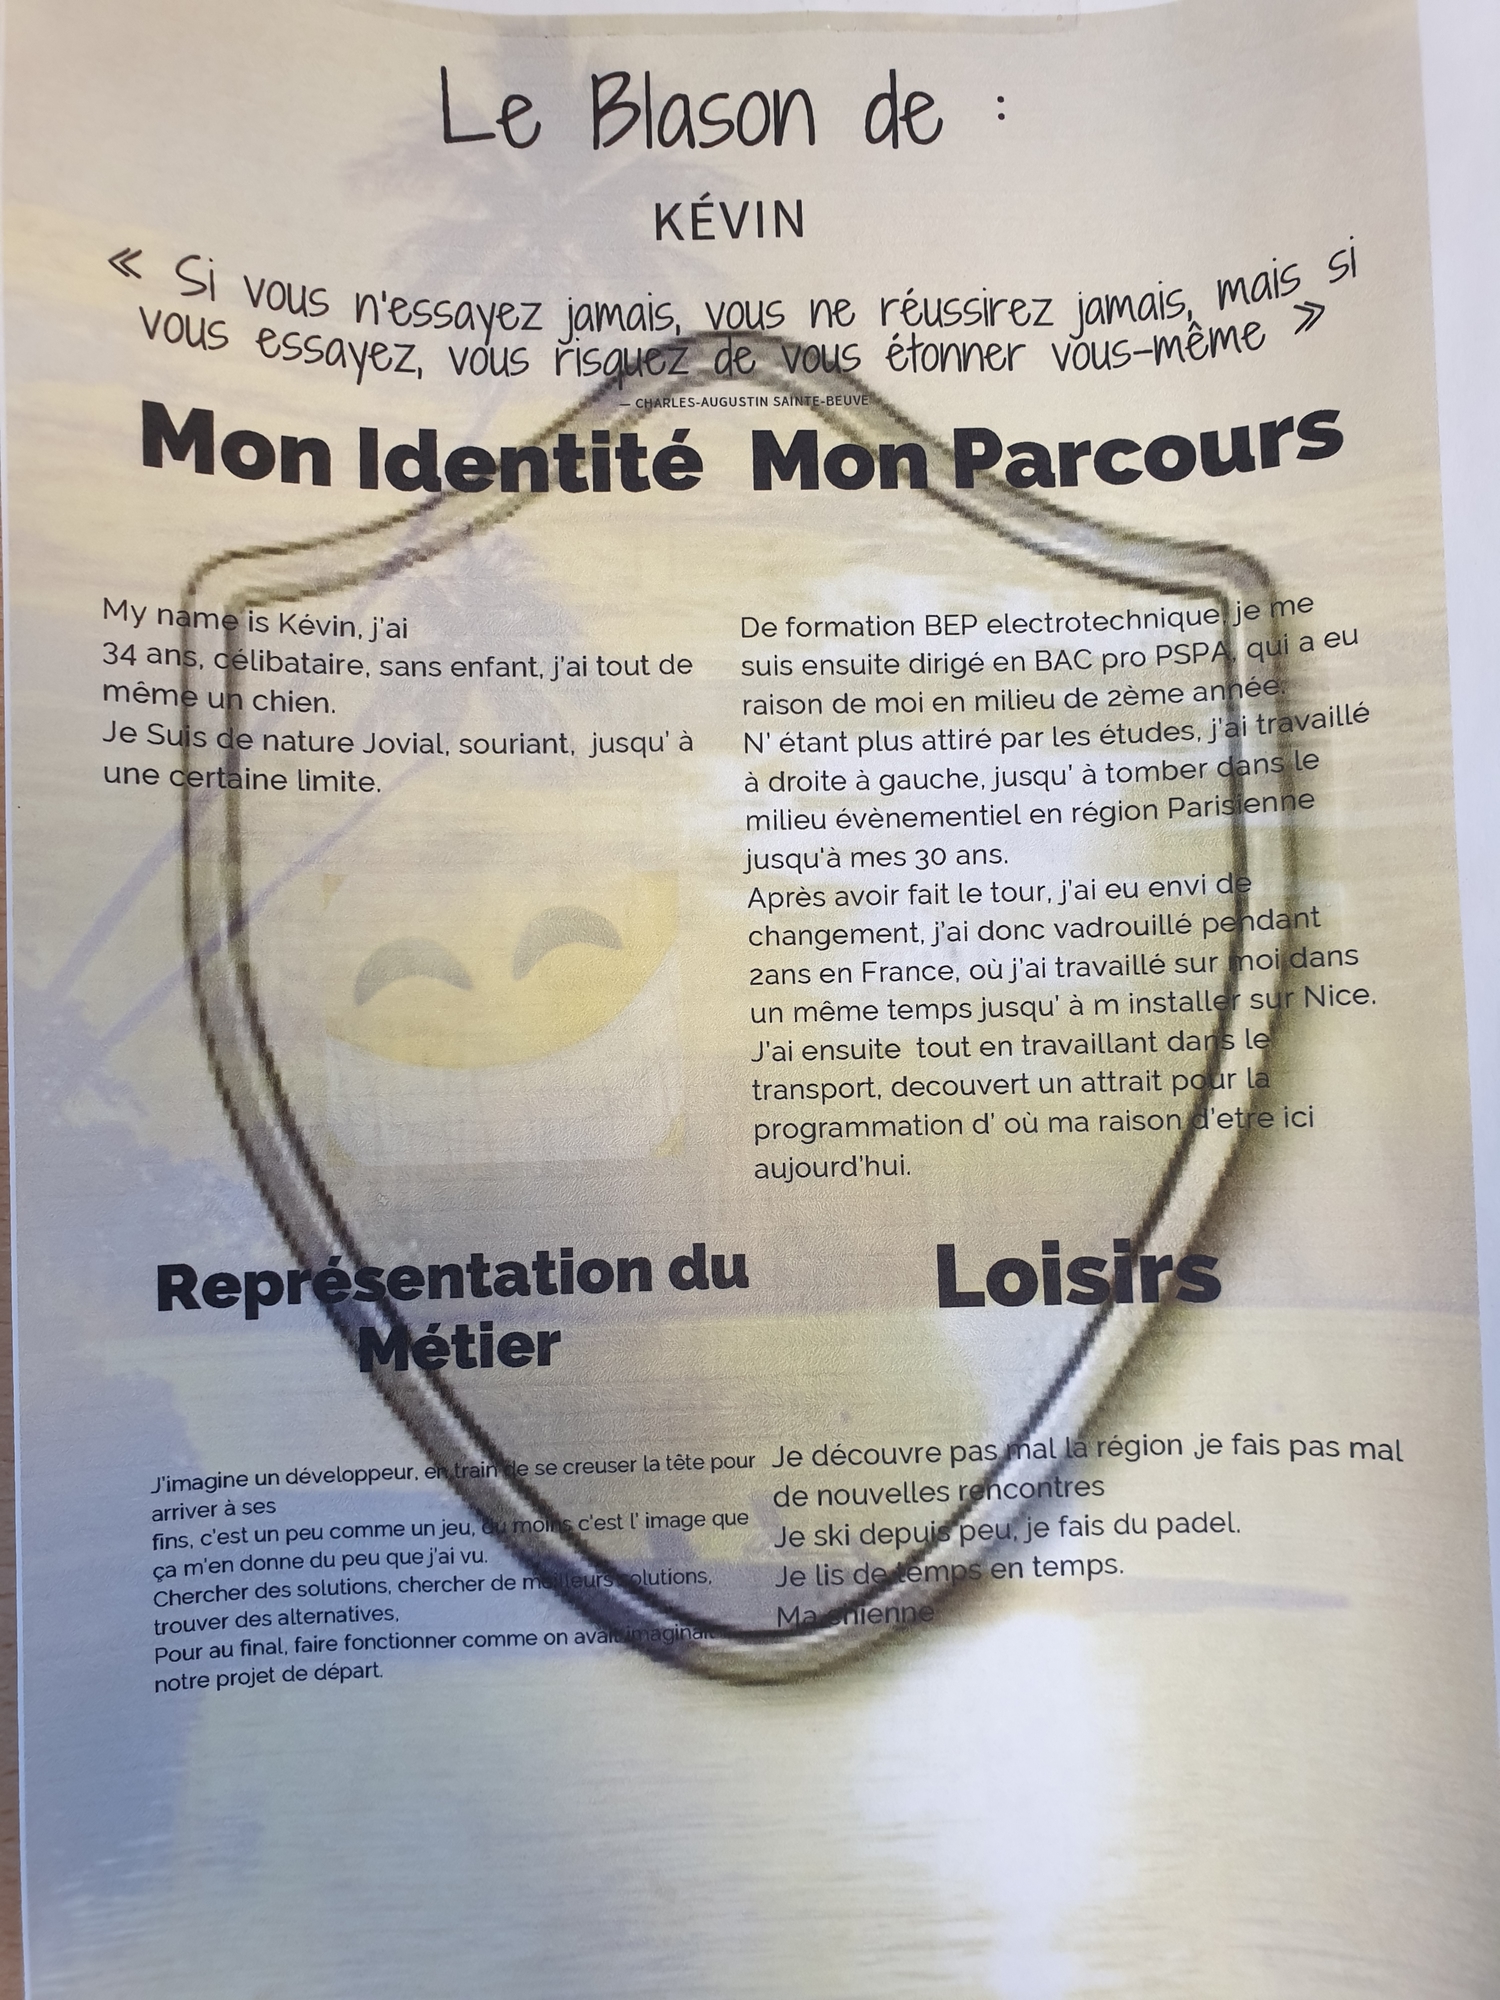 Le Blason de :
KÉVIN
« Si vous n'essayez jamais, vous ne réussirez jamais, mais si
vous essayez, vous risquez de vous étonner vous-même »
— CHARLES-AUGUSTIN SAINTE-BEUVE
Mon Identité
My name is Kévin, j'ai
34 ans, célibataire, sans enfant, j'ai tout de
même un chien.
Je Suis de nature Jovial, souriant, jusqu' à
une certaine limite.
Mon Parcours
De formation BEP electrotechnique, je me
suis ensuite dirigé en BAC pro PSPA, qui a eu
raison de moi en milieu de 2ème année.
N' étant plus attiré par les études, j'ai travaillé
à droite à gauche, jusqu' à tomber dans le
milieu évènementiel en région Parisienne
jusqu'à mes 30 ans.
Après avoir fait le tour, j'ai eu envi de
changement, j'ai donc vadrouillé pendant
2ans en France, où j'ai travaillé sur moi dans
un même temps jusqu' à m installer sur Nice.
J'ai ensuite tout en travaillant dans le
transport, decouvert un attrait pour la
programmation d' où ma raison d'etre ici
aujourd'hui.
Représentation du
Métier
J'imagine un développeur, en train de se creuser la tête pour
arriver à ses
fins, c'est un peu comme un jeu, du moins c'est l' image que
ça m'en donne du peu que j'ai vu.
Chercher des solutions, chercher de meilleurs solutions,
trouver des alternatives,
Pour au final, faire fonctionner comme on avait imaginait
notre projet de départ.
Loisirs
Je découvre pas mal la région je fais pas mal
de nouvelles rencontres
Je ski depuis peu, je fais du padel.
Je lis de temps en temps.
Ma chienne